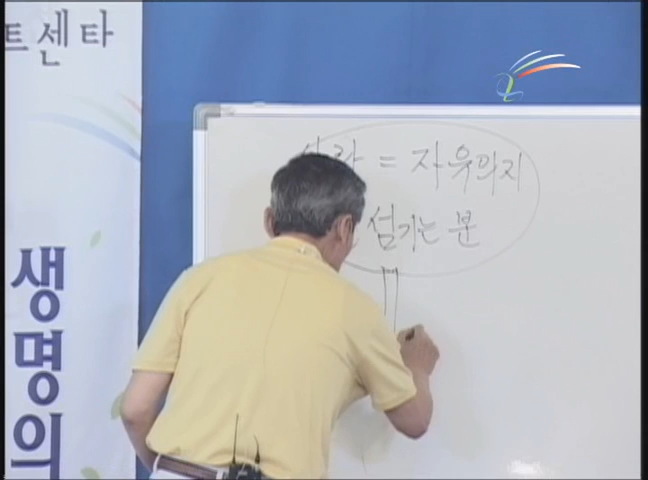 트센타
생명의
= 자유의지
섬기는 분